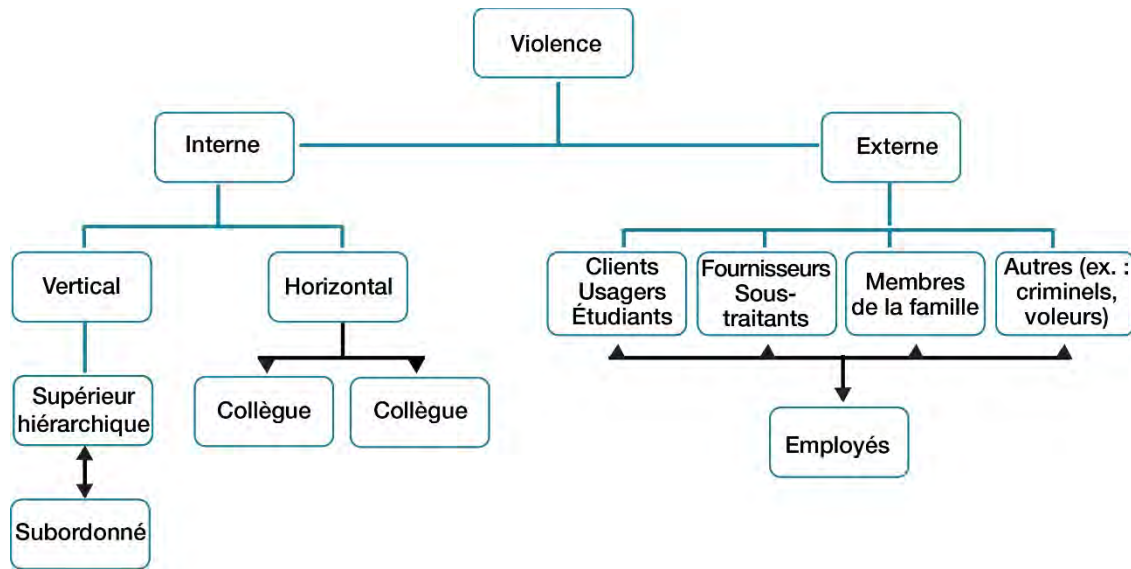 Violence
Interne
Externe
Vertical
Horizontal
Clients
Usagers
Étudiants
Fournisseurs
Sous-
traitants
Membres
de la famille
Autres (ex. :
criminels,
voleurs)
Supérieur
hiérarchique
Collègue
Collègue
Employés
Subordonné